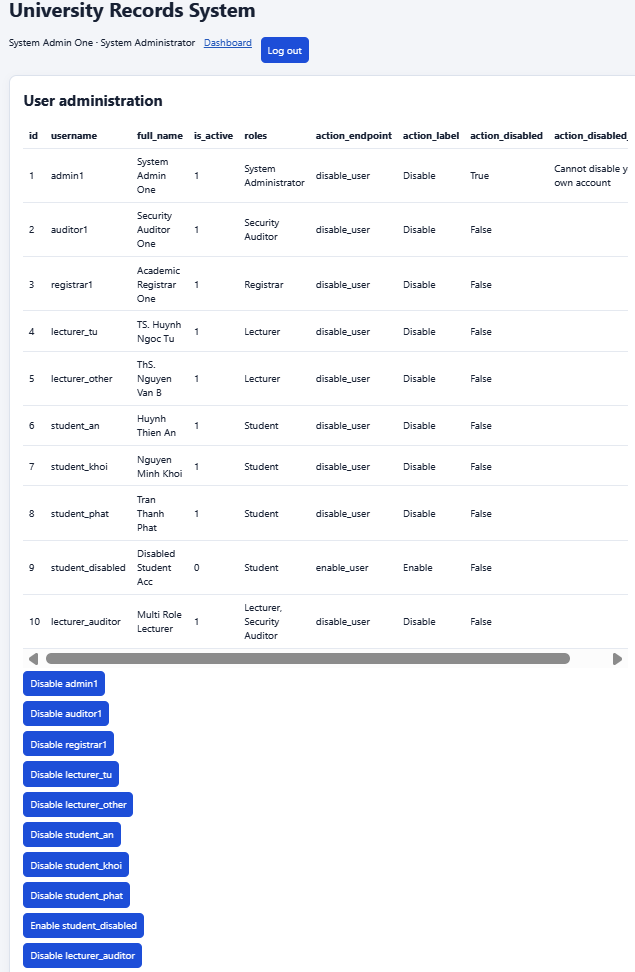 University Records System
System Admin One · System Administrator Dashboard Log out
User administration
id username full_name is_active roles action_endpoint action_label action_disabled action_disabled_
1 admin1 System Admin One 1 System Administrator disable_user Disable True Cannot disable y own account
2 auditor1 Security Auditor One 1 Security Auditor disable_user Disable False
3 registrar1 Academic Registrar One 1 Registrar disable_user Disable False
4 lecturer_tu TS. Huynh Ngoc Tu 1 Lecturer disable_user Disable False
5 lecturer_other ThS. Nguyen Van B 1 Lecturer disable_user Disable False
6 student_an Huynh Thien An 1 Student disable_user Disable False
7 student_khoi Nguyen Minh Khoi 1 Student disable_user Disable False
8 student_phat Tran Thanh Phat 1 Student disable_user Disable False
9 student_disabled Disabled Student Acc 0 Student enable_user Enable False
10 lecturer_auditor Multi Role Lecturer 1 Lecturer, Security Auditor disable_user Disable False
Disable admin1
Disable auditor1
Disable registrar1
Disable lecturer_tu
Disable lecturer_other
Disable student_an
Disable student_khoi
Disable student_phat
Enable student_disabled
Disable lecturer_auditor